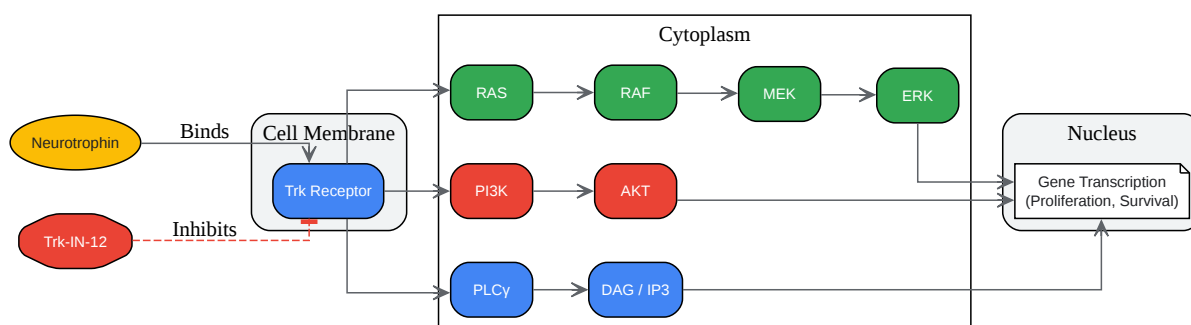 Cytoplasm
RAS
RAF
MEK
ERK
Neurotrophin
Binds
Cell Membrane
Trk Receptor
PI3K
AKT
Nucleus
Gene Transcription
(Proliferation, Survival)
Trk-IN-12
Inhibits
PLCγ
DAG / IP3